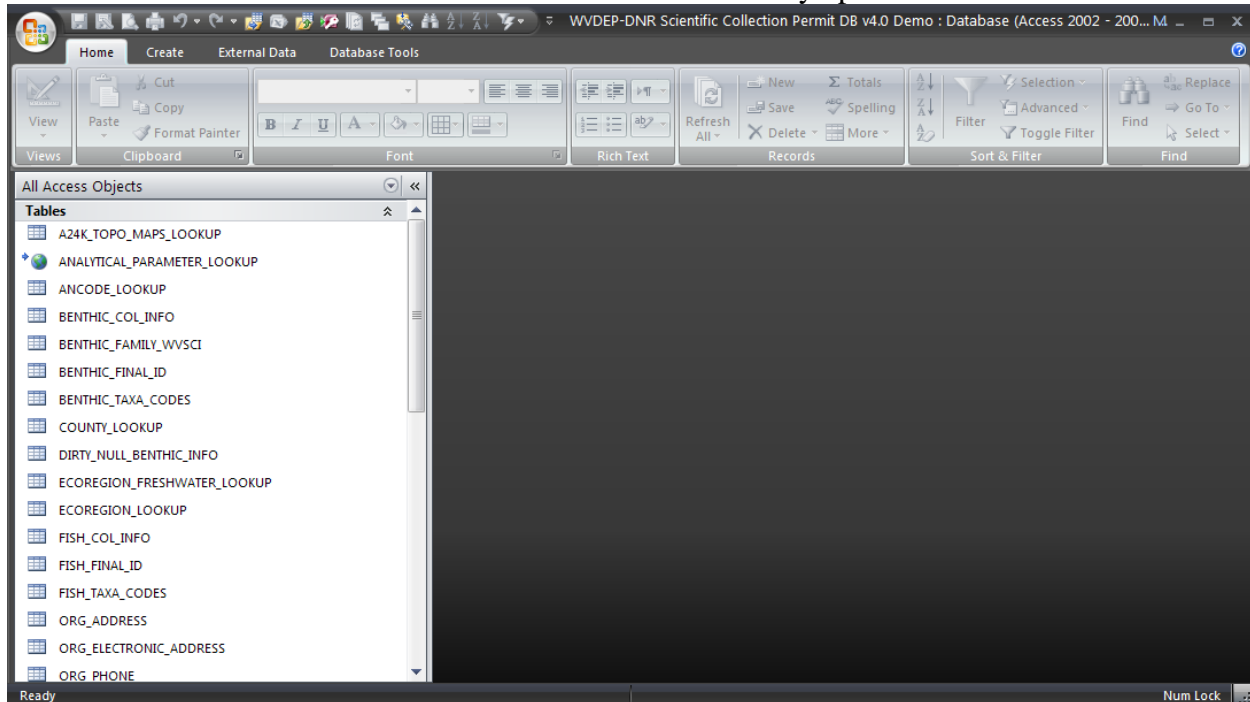 WVDEP-DNR Scientific Collection Permit DB v4.0 Demo : Database (Access 2002 - 200... M
Home Create External Data Database Tools
View
Views
Paste
Cut
Copy
Format Painter
Clipboard
B I U A
Font
ab
Rich Text
Refresh
All
New
Save
Delete
Σ Totals
Spelling
More
Records
Filter
Selection
Advanced
Toggle Filter
Sort & Filter
Find
Replace
Go To
Select
Find
All Access Objects
Tables
A24K_TOPO_MAPS_LOOKUP
ANALYTICAL_PARAMETER_LOOKUP
ANCODE_LOOKUP
BENTHIC_COL_INFO
BENTHIC_FAMILY_WVSCI
BENTHIC_FINAL_ID
BENTHIC_TAXA_CODES
COUNTY_LOOKUP
DIRTY_NULL_BENTHIC_INFO
ECOREGION_FRESHWATER_LOOKUP
ECOREGION_LOOKUP
FISH_COL_INFO
FISH_FINAL_ID
FISH_TAXA_CODES
ORG_ADDRESS
ORG_ELECTRONIC_ADDRESS
ORG_PHONE
Ready
Num Lock